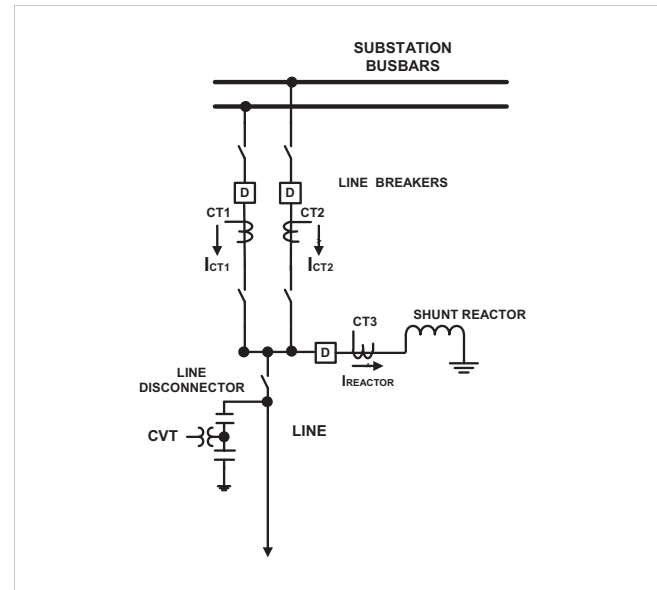 SUBSTATION
BUSBARS
D
D
LINE BREAKERS
CT1
CT2
ICT1
ICT2
CT3
SHUNT REACTOR
D
IREACTOR
LINE
DISCONNECTOR
CVT
LINE